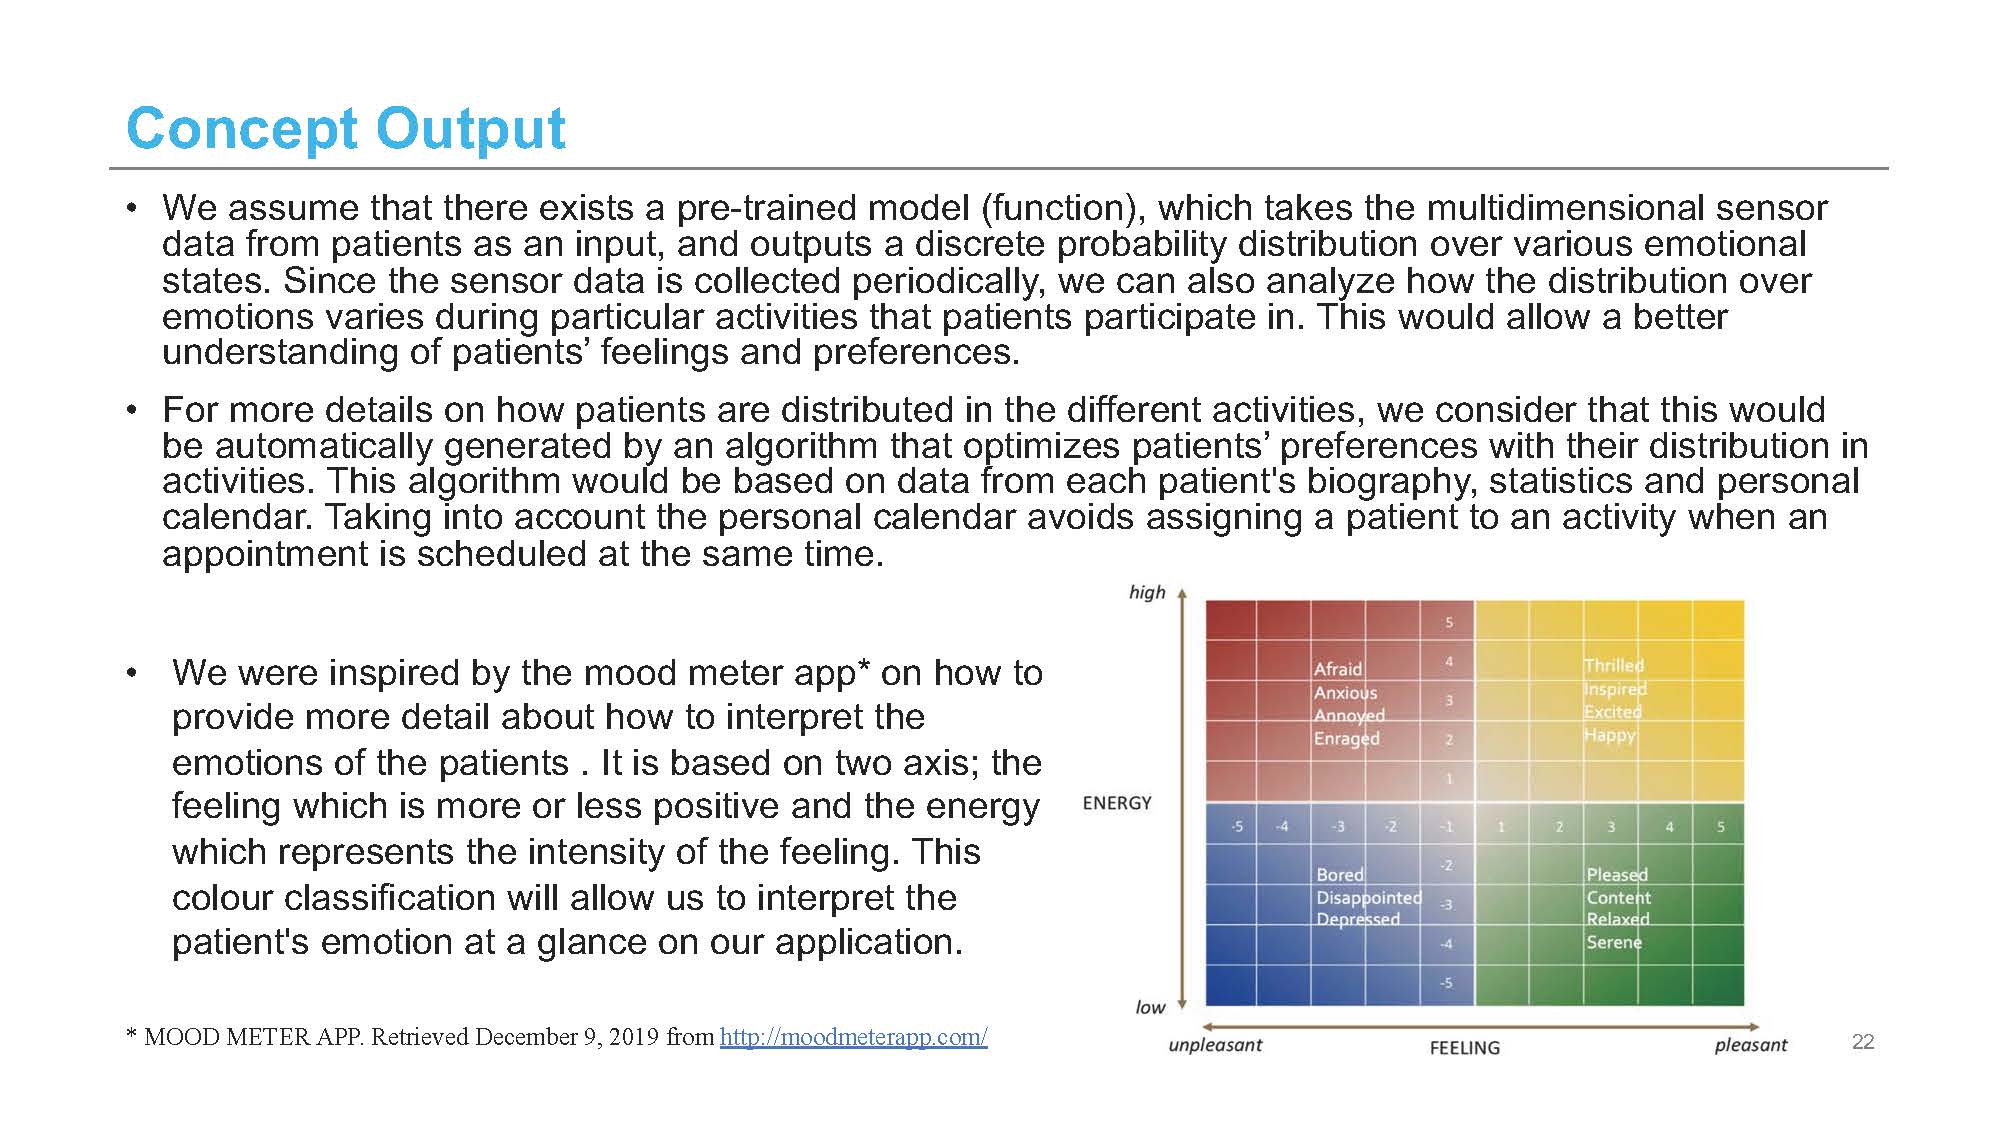 Concept Output
• We assume that there exists a pre-trained model (function), which takes the multidimensional sensor
data from patients as an input, and outputs a discrete probability distribution over various emotional
states. Since the sensor data is collected periodically, we can also analyze how the distribution over
emotions varies during particular activities that patients participate in. This would allow a better
understanding of patients’ feelings and preferences.
• For more details on how patients are distributed in the different activities, we consider that this would
be automatically generated by an algorithm that optimizes patients’ preferences with their distribution in
activities. This algorithm would be based on data from each patient's biography, statistics and personal
calendar. Taking into account the personal calendar avoids assigning a patient to an activity when an
appointment is scheduled at the same time.
• We were inspired by the mood meter app* on how to
provide more detail about how to interpret the
emotions of the patients . It is based on two axis; the
feeling which is more or less positive and the energy
which represents the intensity of the feeling. This
colour classification will allow us to interpret the
patient's emotion at a glance on our application.
* MOOD METER APP. Retrieved December 9, 2019 from http://moodmeterapp.com/
high
ENERGY
low
5
4
3
2
1
Afraid
Anxious
Annoyed
Enraged
Thrilled
Inspired
Excited
Happy
-5 -4 -3 -2 -1 1 2 3 4 5
-2
-3
-4
-5
Bored
Disappointed
Depressed
Pleased
Content
Relaxed
Serene
unpleasant FEELING pleasant
22